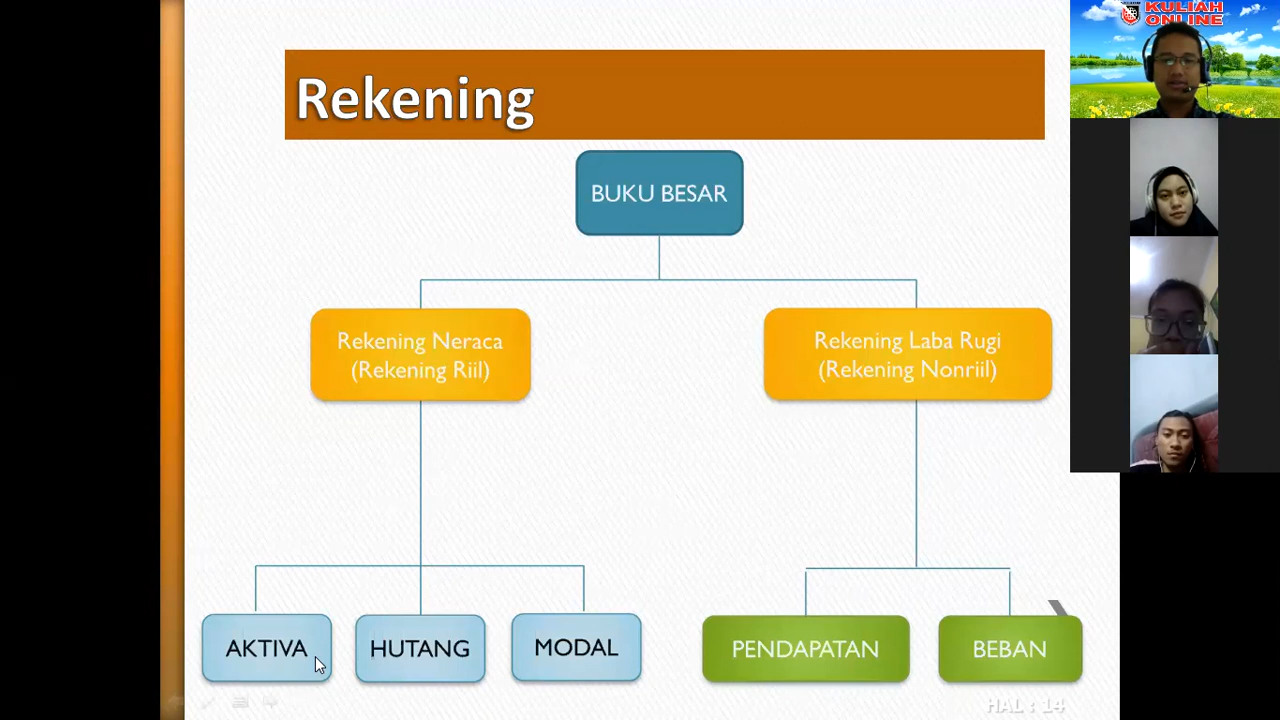 KULIAH
ONLINE
Rekening
BUKU BESAR
Rekening Neraca
(Rekening Riil)
Rekening Laba Rugi
(Rekening Nonriil)
AKTIVA
HUTANG
MODAL
PENDAPATAN
BEBAN
HAL : 14